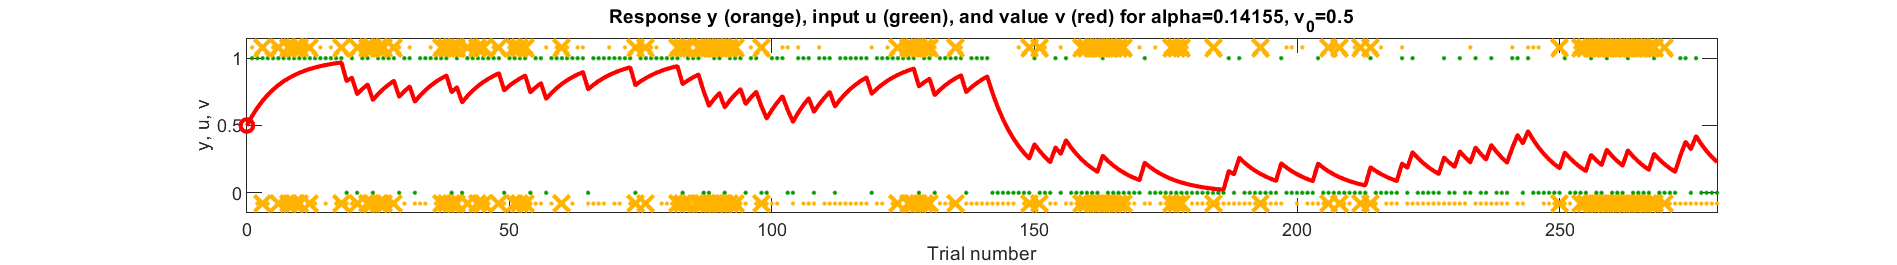 Response y (orange), input u (green), and value v (red) for alpha=0.14155, v0=0.5
y, u, v
1
0.5
0
0 50 100 150 200 250
Trial number